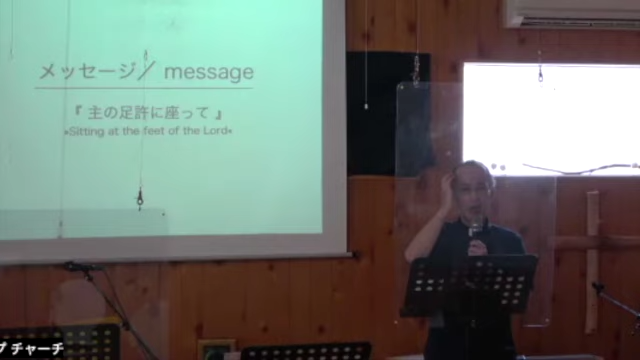 メッセージ／ message
『 主の足許に座って 』
«Sitting at the feet of the Lord»
プ チャーチ